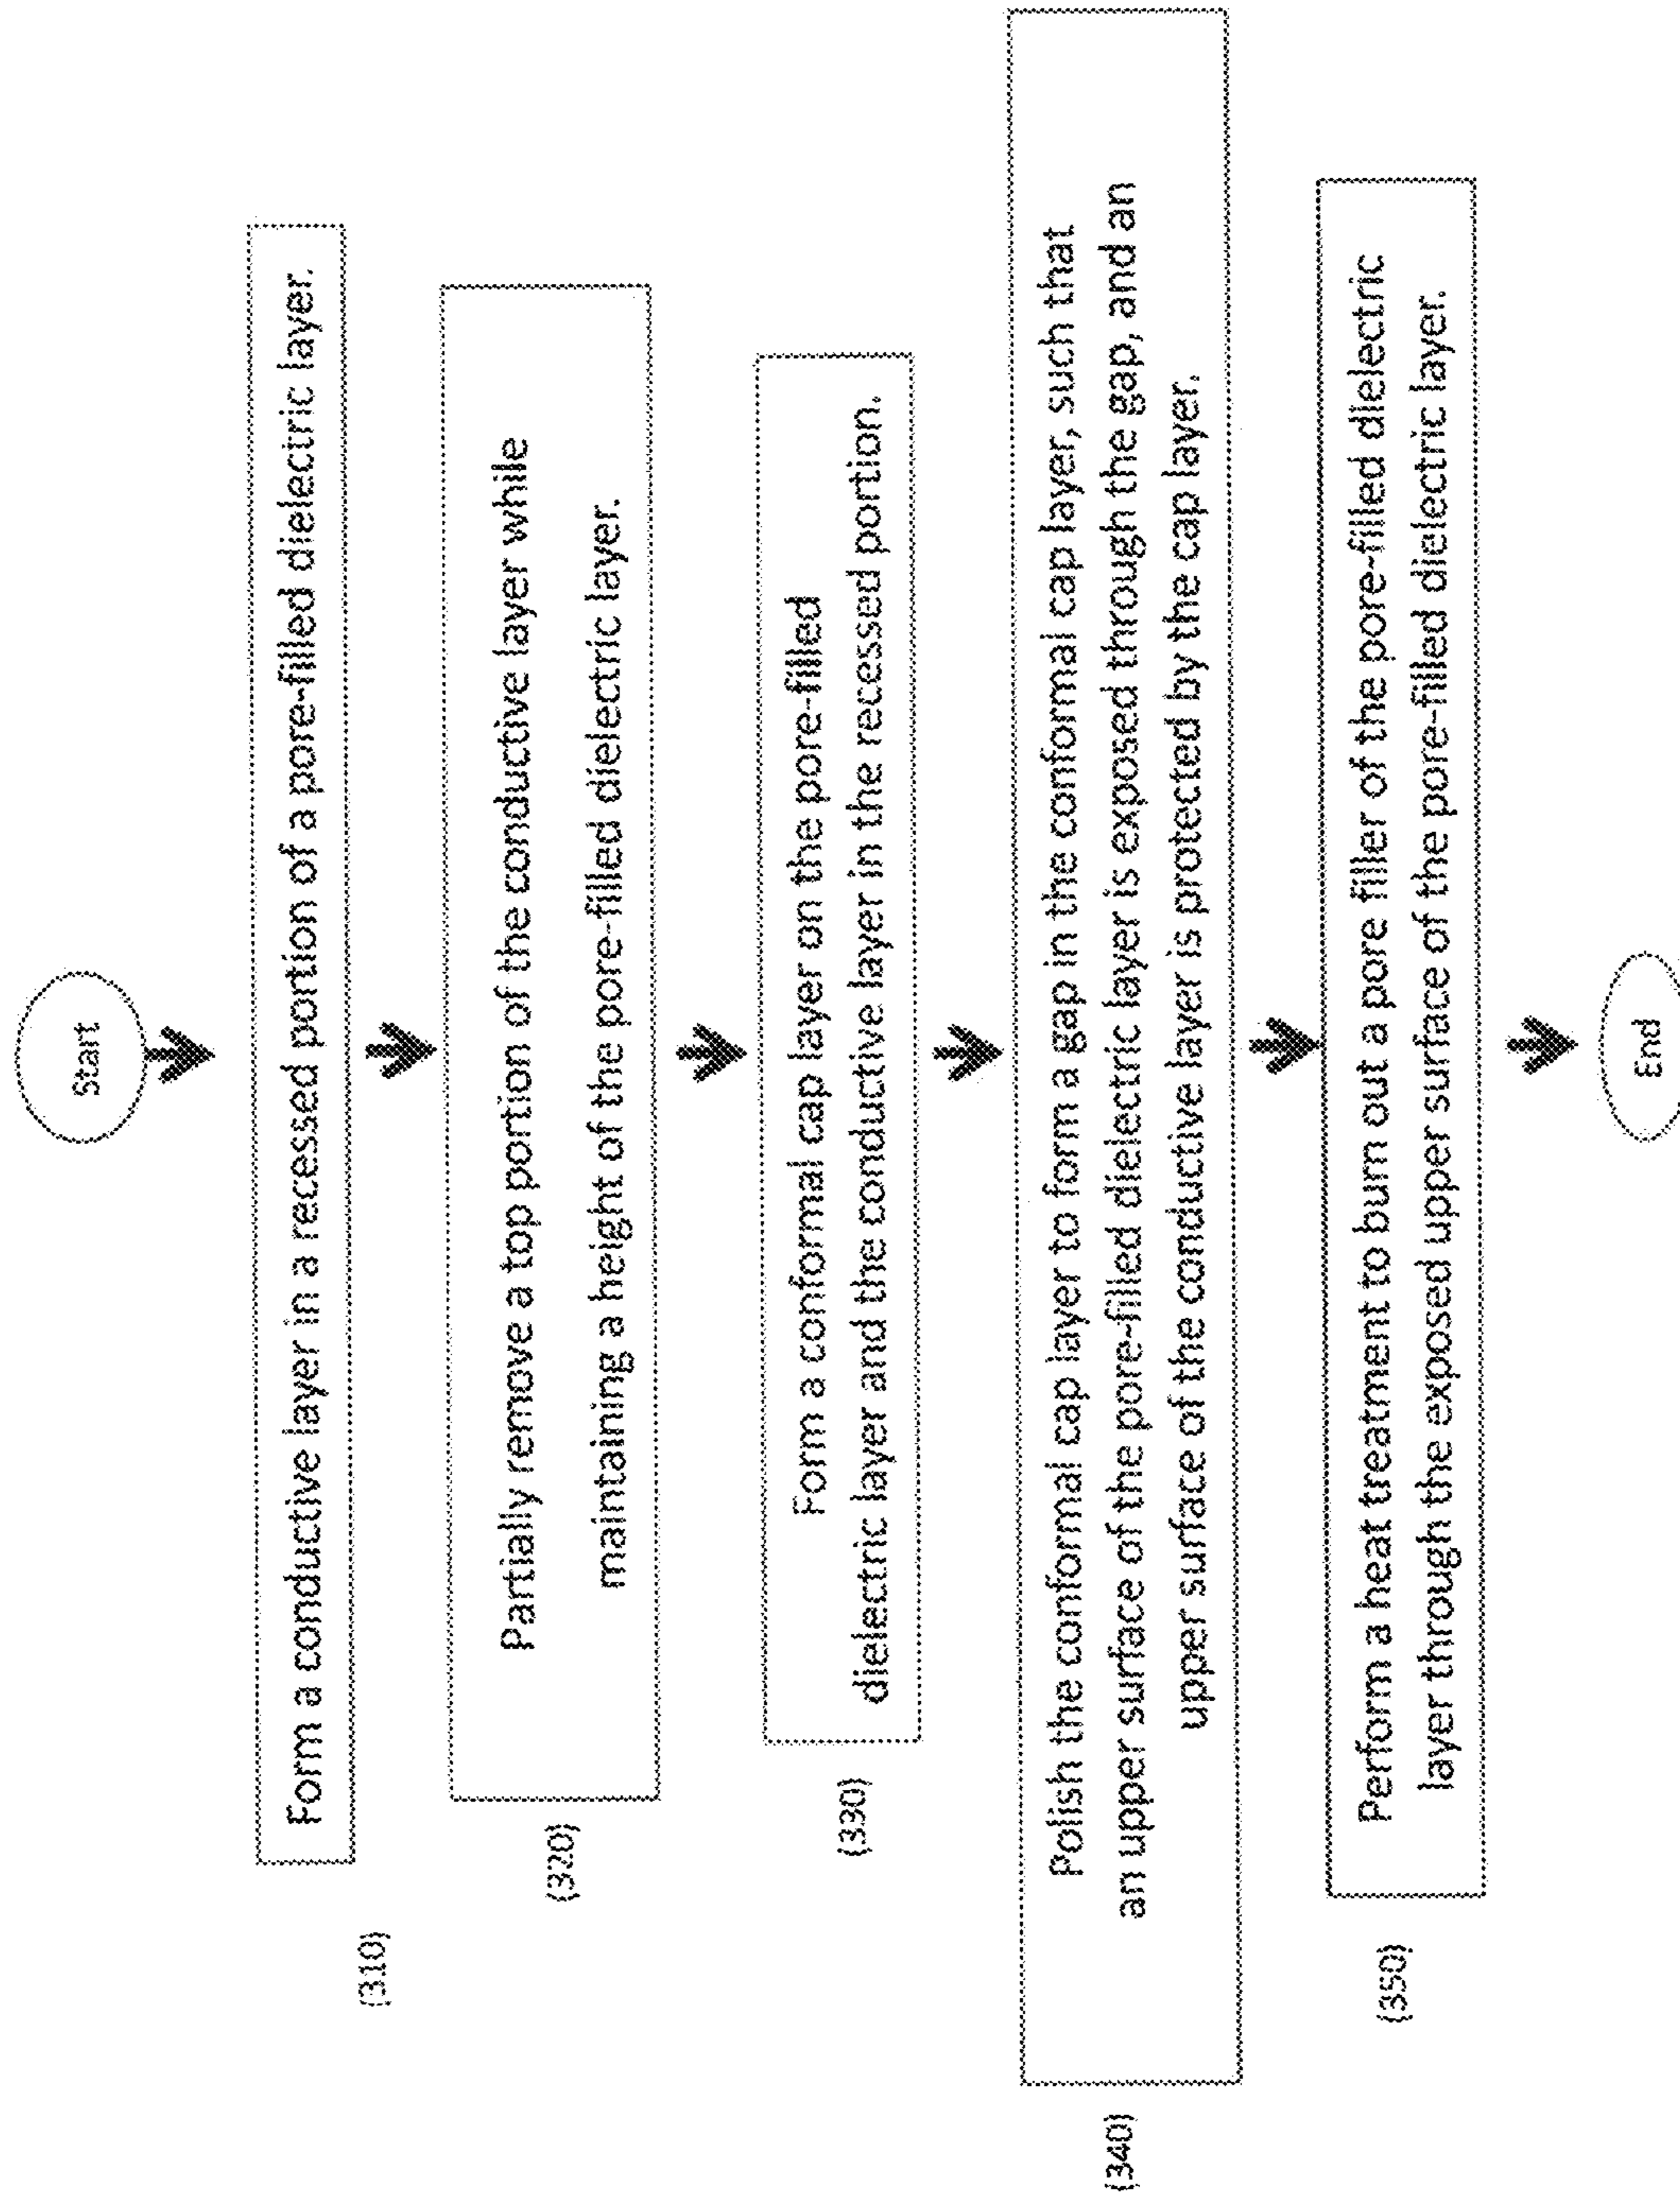 Start
Form a conductive layer in a recessed portion of a pore-filled dielectric layer.
(310)
Partially remove a top portion of the conductive layer while
maintaining a height of the pore-filled dielectric layer.
(320)
Form a conformal cap layer on the pore-filled
dielectric layer and the conductive layer in the recessed portion.
(330)
Polish the conformal cap layer to form a gap in the conformal cap layer, such that
an upper surface of the pore-filled dielectric layer is exposed through the gap, and an
upper surface of the conductive layer is protected by the cap layer.
(340)
Perform a heat treatment to burn out a pore filler of the pore-filled dielectric
layer through the exposed upper surface of the pore-filled dielectric layer.
(350)
End